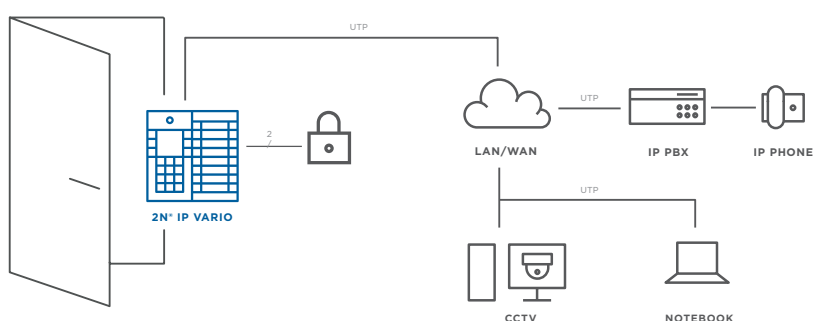 UTP
2
UTP
LAN/WAN
IP PBX
IP PHONE
2N® IP VARIO
UTP
CCTV
NOTEBOOK